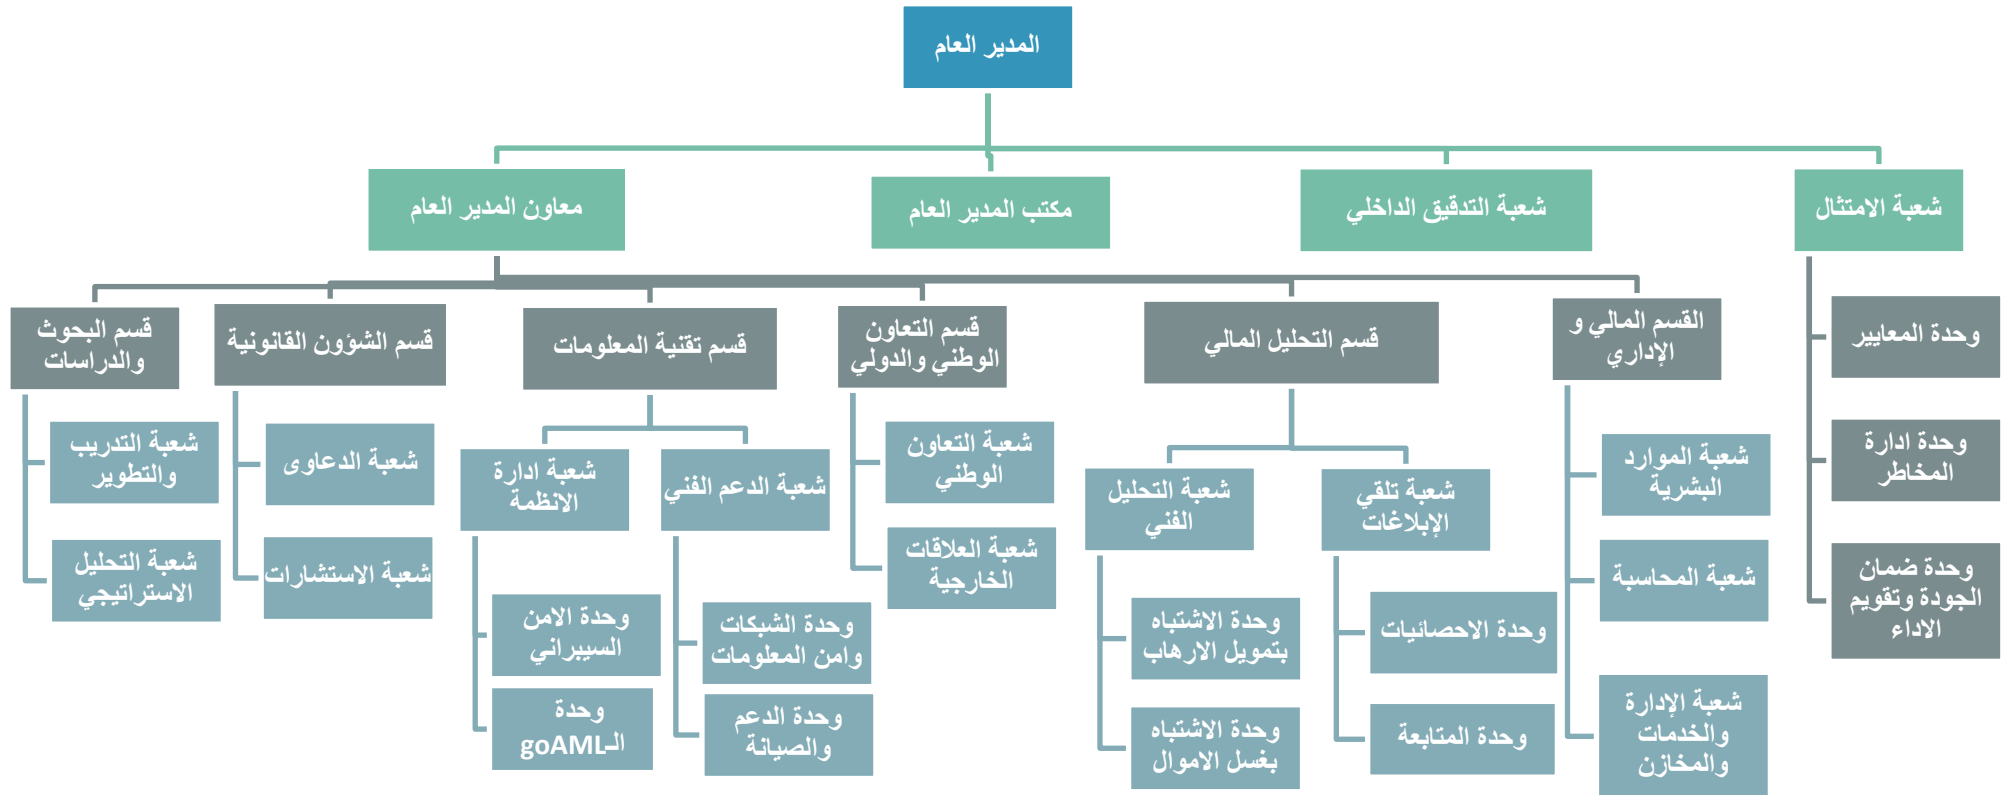 المدير العام
شعبة الامتثال
شعبة التدقيق الداخلي
مكتب المدير العام
معاون المدير العام
وحدة المعايير
وحدة ادارة
المخاطر
وحدة ضمان
الجودة وتقويم
الاداء
القسم المالي و
الإداري
شعبة الموارد
البشرية
شعبة المحاسبة
شعبة الإدارة
والخدمات
والمخازن
قسم التحليل المالي
شعبة تلقي
الإبلاغات
وحدة الاحصائيات
وحدة المتابعة
شعبة التحليل
الفني
وحدة الاشتباه
بتمويل الارهاب
وحدة الاشتباه
بغسل الاموال
قسم التعاون
الوطني والدولي
شعبة التعاون
الوطني
شعبة العلاقات
الخارجية
قسم تقنية المعلومات
شعبة الدعم الفني
وحدة الشبكات
وامن المعلومات
وحدة الدعم
والصيانة
شعبة ادارة
الانظمة
وحدة الامن
السيبراني
وحدة
الـgoAML
قسم الشؤون القانونية
شعبة الدعاوى
شعبة الاستشارات
قسم البحوث
والدراسات
شعبة التدريب
والتطوير
شعبة التحليل
الاستراتيجي